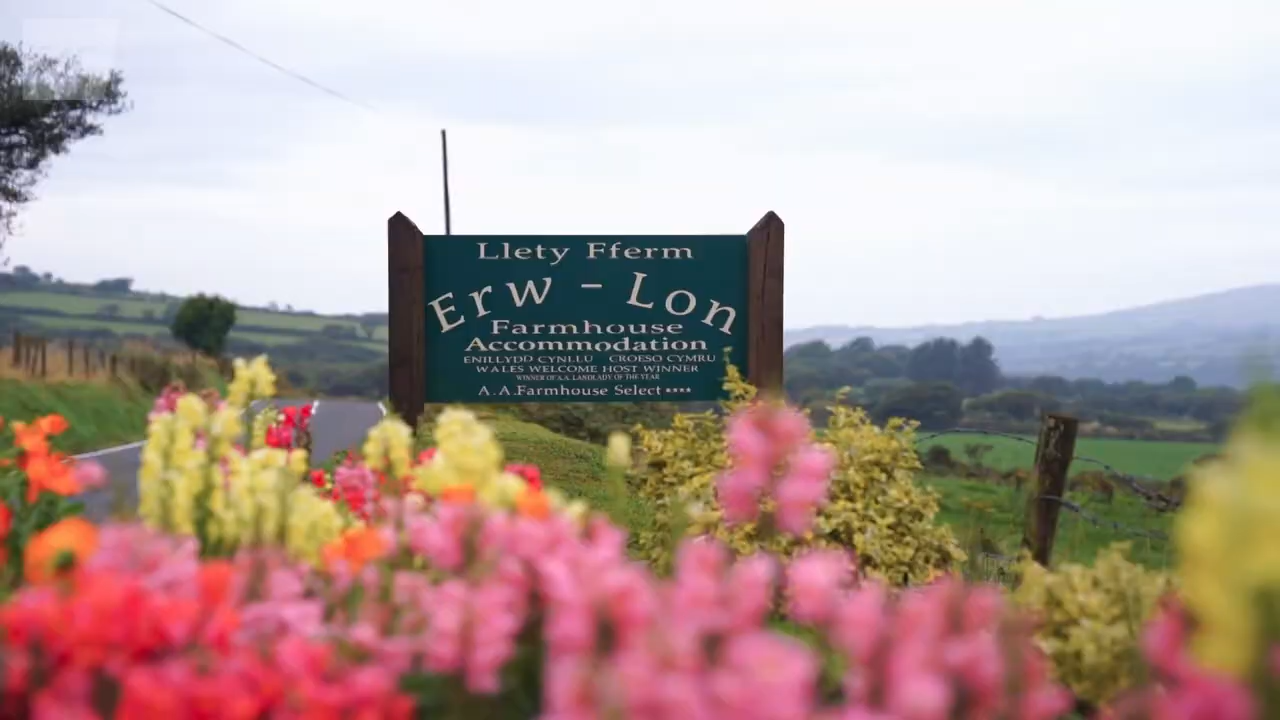 Llety Fferm
Erw - Lon
Farmhouse
Accommodation
ENILLYDD CYNLLU CROESO CYMRU
WALES WELCOME HOST WINNER
WINNER OF A.A. LANDLADY OF THE YEAR
A.A.Farmhouse Select ****